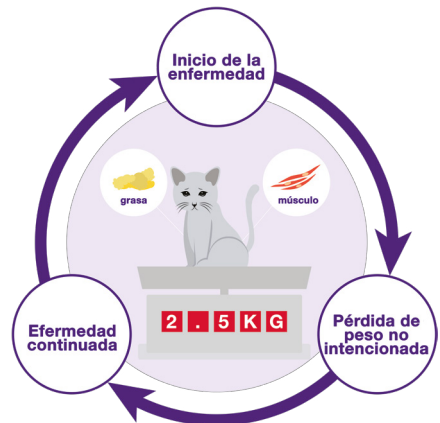 Inicio de la
enfermedad
grasa
músculo
2.5KG
Efermedad
continuada
Pérdida de
peso no
intencionada